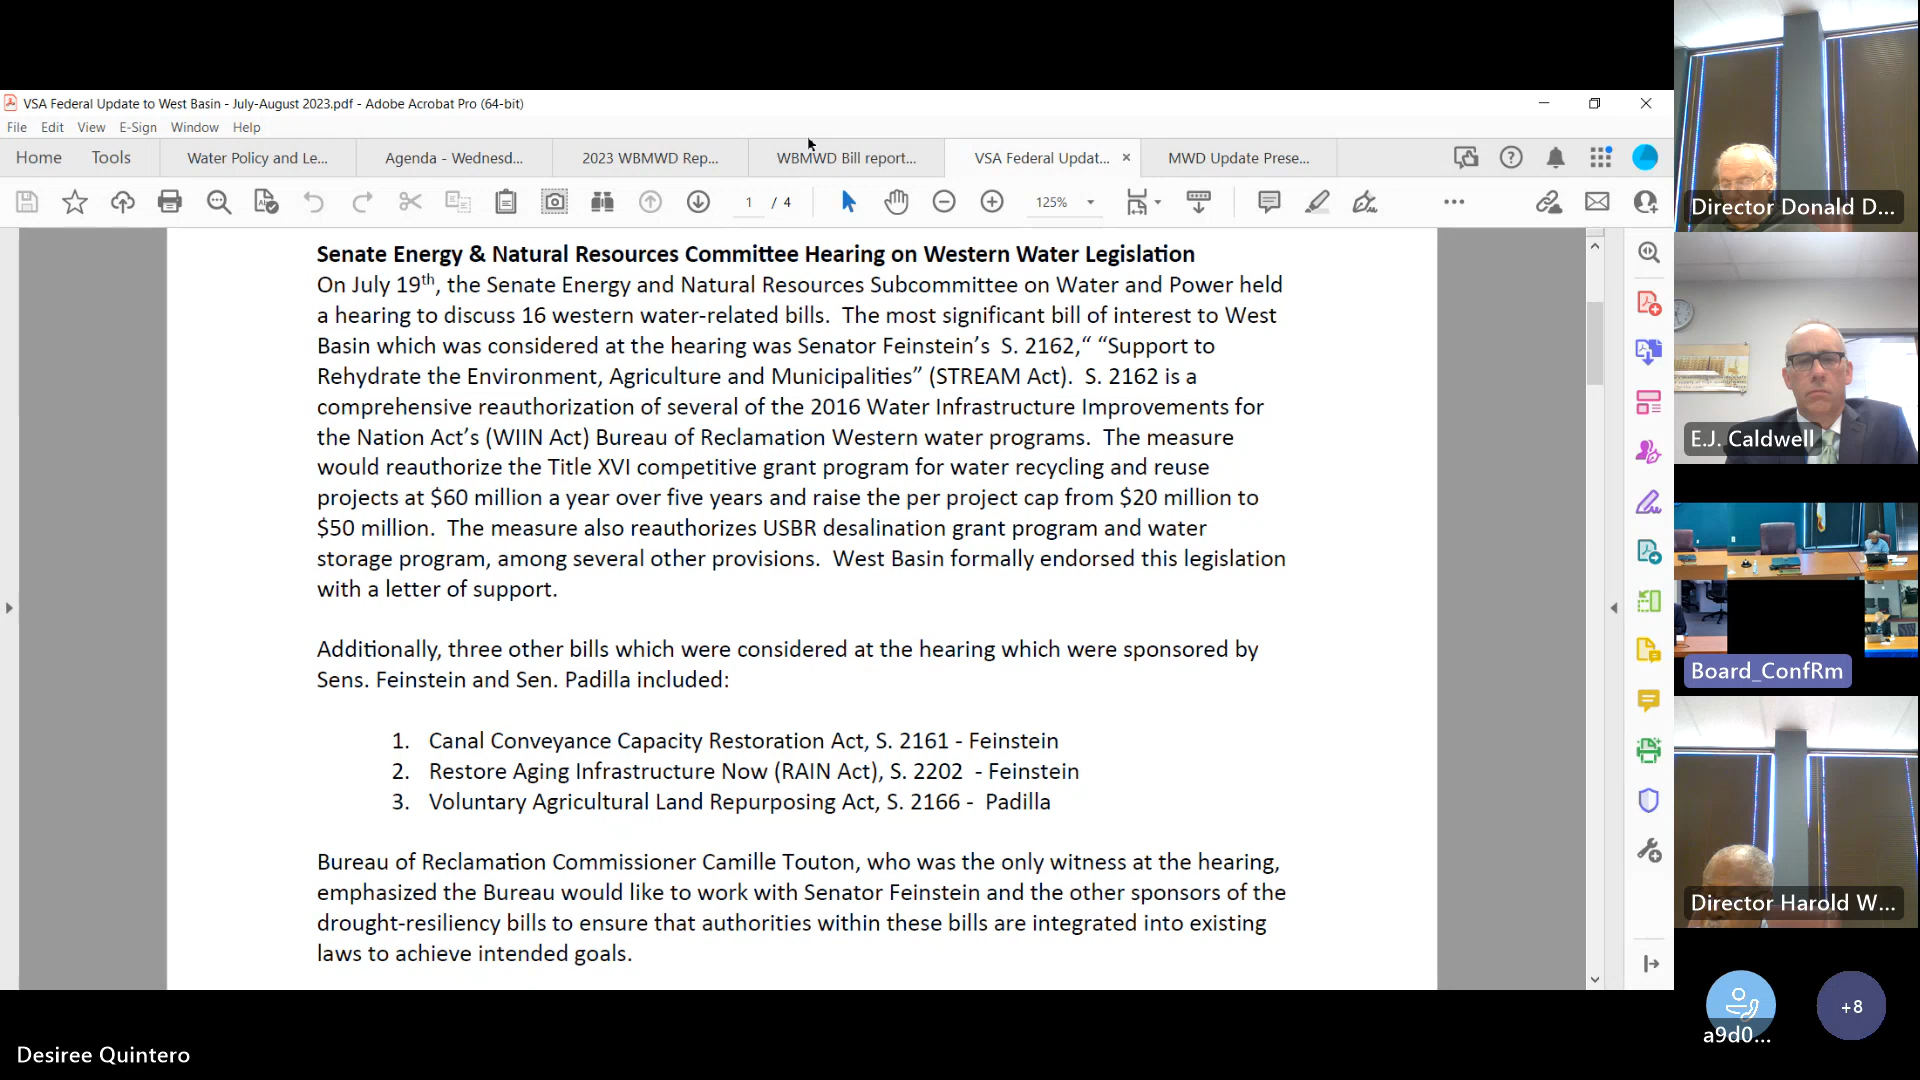 VSA Federal Update to West Basin - July-August 2023.pdf - Adobe Acrobat Pro (64-bit)
File Edit View E-Sign Window Help
Home Tools Water Policy and Le... Agenda - Wednesd... 2023 WBMWD Rep... WBMWD Bill report... VSA Federal Updat... × MWD Update Prese...
1 / 4 125%
Senate Energy & Natural Resources Committee Hearing on Western Water Legislation
On July 19th, the Senate Energy and Natural Resources Subcommittee on Water and Power held
a hearing to discuss 16 western water-related bills. The most significant bill of interest to West
Basin which was considered at the hearing was Senator Feinstein’s S. 2162,“ “Support to
Rehydrate the Environment, Agriculture and Municipalities” (STREAM Act). S. 2162 is a
comprehensive reauthorization of several of the 2016 Water Infrastructure Improvements for
the Nation Act’s (WIIN Act) Bureau of Reclamation Western water programs. The measure
would reauthorize the Title XVI competitive grant program for water recycling and reuse
projects at $60 million a year over five years and raise the per project cap from $20 million to
$50 million. The measure also reauthorizes USBR desalination grant program and water
storage program, among several other provisions. West Basin formally endorsed this legislation
with a letter of support.
Additionally, three other bills which were considered at the hearing which were sponsored by
Sens. Feinstein and Sen. Padilla included:
1. Canal Conveyance Capacity Restoration Act, S. 2161 - Feinstein
2. Restore Aging Infrastructure Now (RAIN Act), S. 2202 - Feinstein
3. Voluntary Agricultural Land Repurposing Act, S. 2166 - Padilla
Bureau of Reclamation Commissioner Camille Touton, who was the only witness at the hearing,
emphasized the Bureau would like to work with Senator Feinstein and the other sponsors of the
drought-resiliency bills to ensure that authorities within these bills are integrated into existing
laws to achieve intended goals.
Director Donald D...
E.J. Caldwell
Board_ConfRm
Director Harold W...
a9d0...
+8
Desiree Quintero